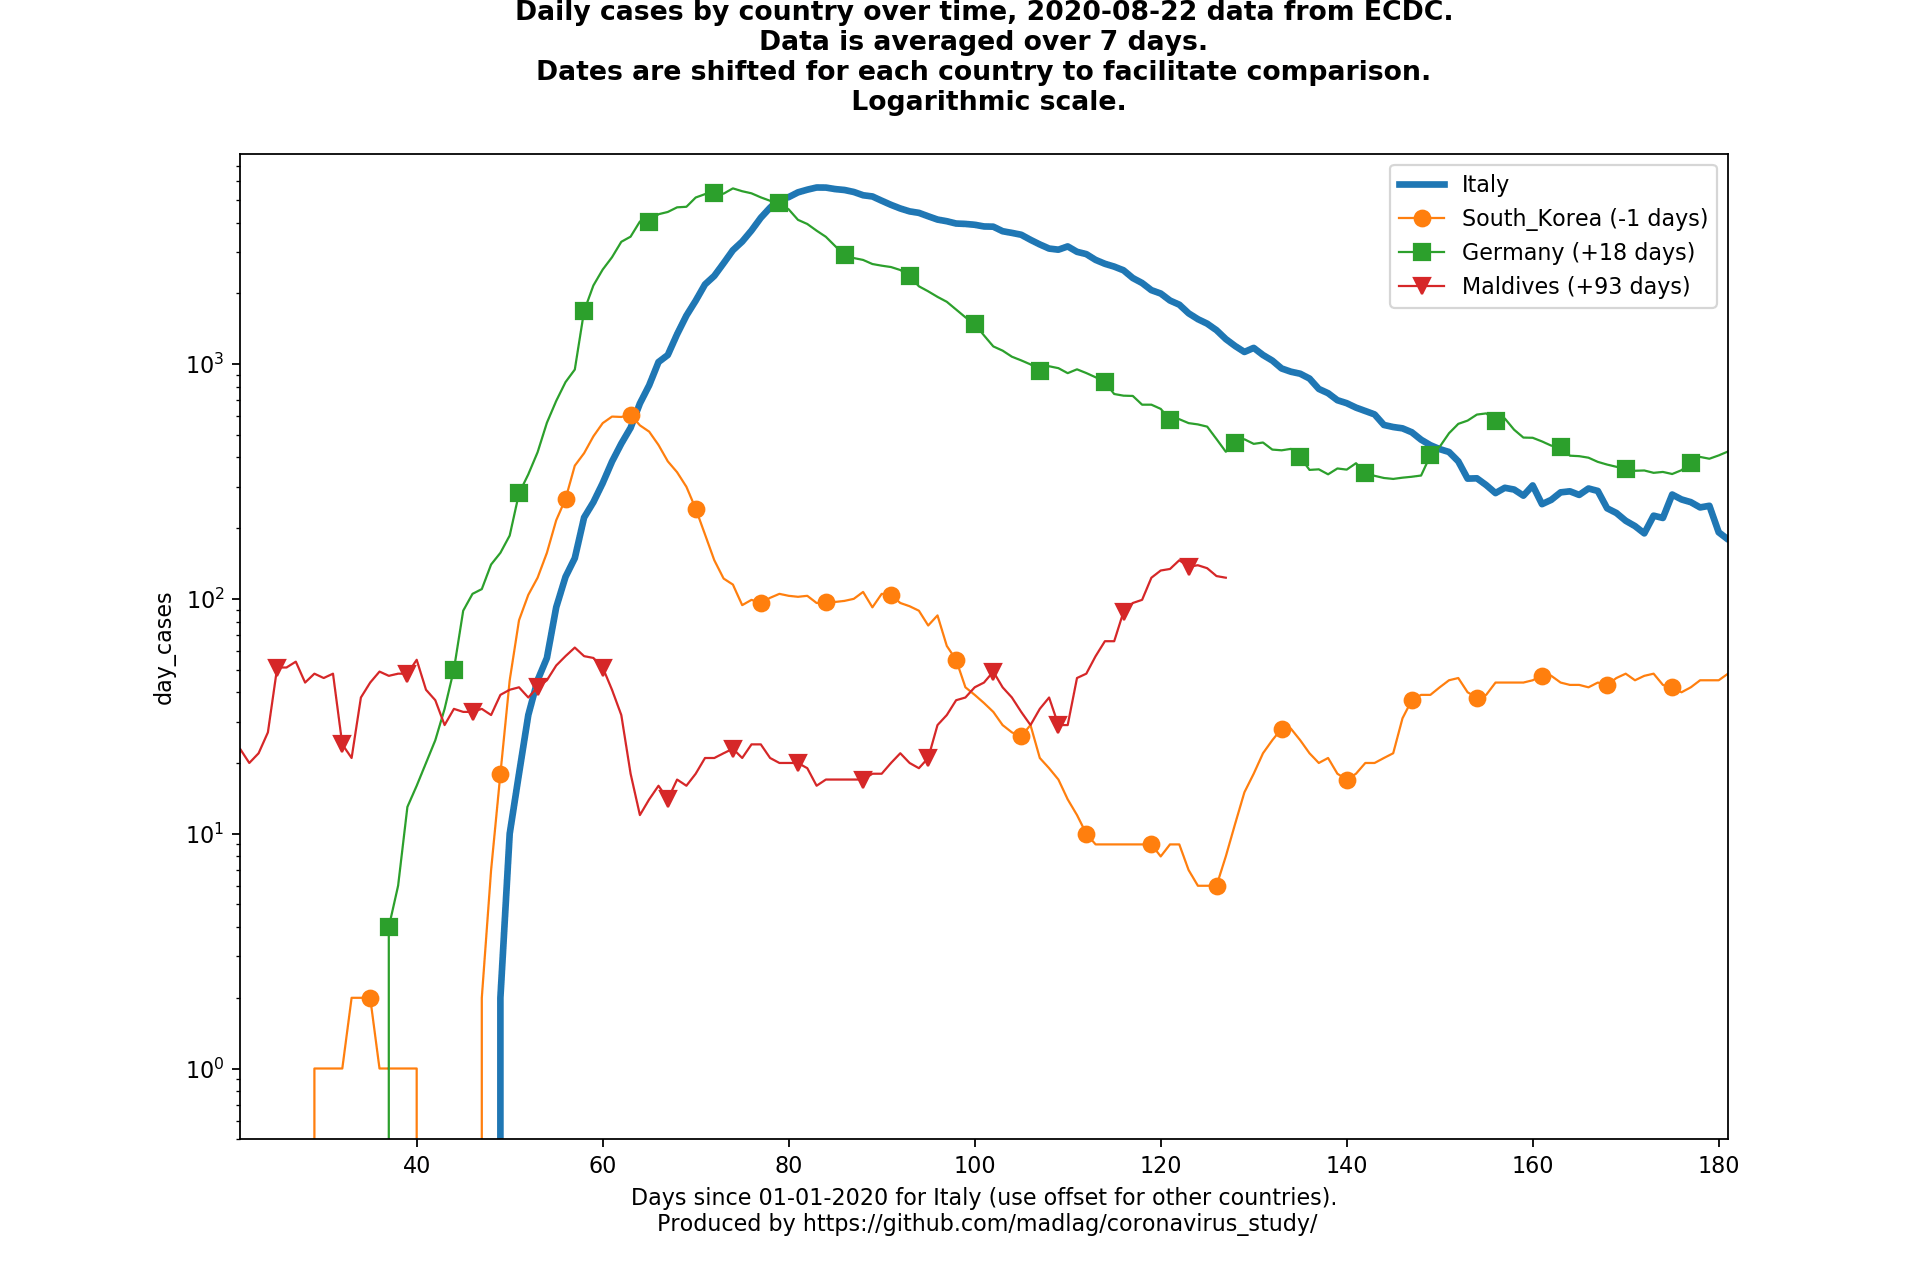 Daily cases by country over time, 2020-08-22 data from ECDC.
Data is averaged over 7 days.
Dates are shifted for each country to facilitate comparison.
Logarithmic scale.
Italy
South_Korea (-1 days)
Germany (+18 days)
Maldives (+93 days)
day_cases
10³
10²
10¹
10⁰
40 60 80 100 120 140 160 180
Days since 01-01-2020 for Italy (use offset for other countries).
Produced by https://github.com/madlag/coronavirus_study/